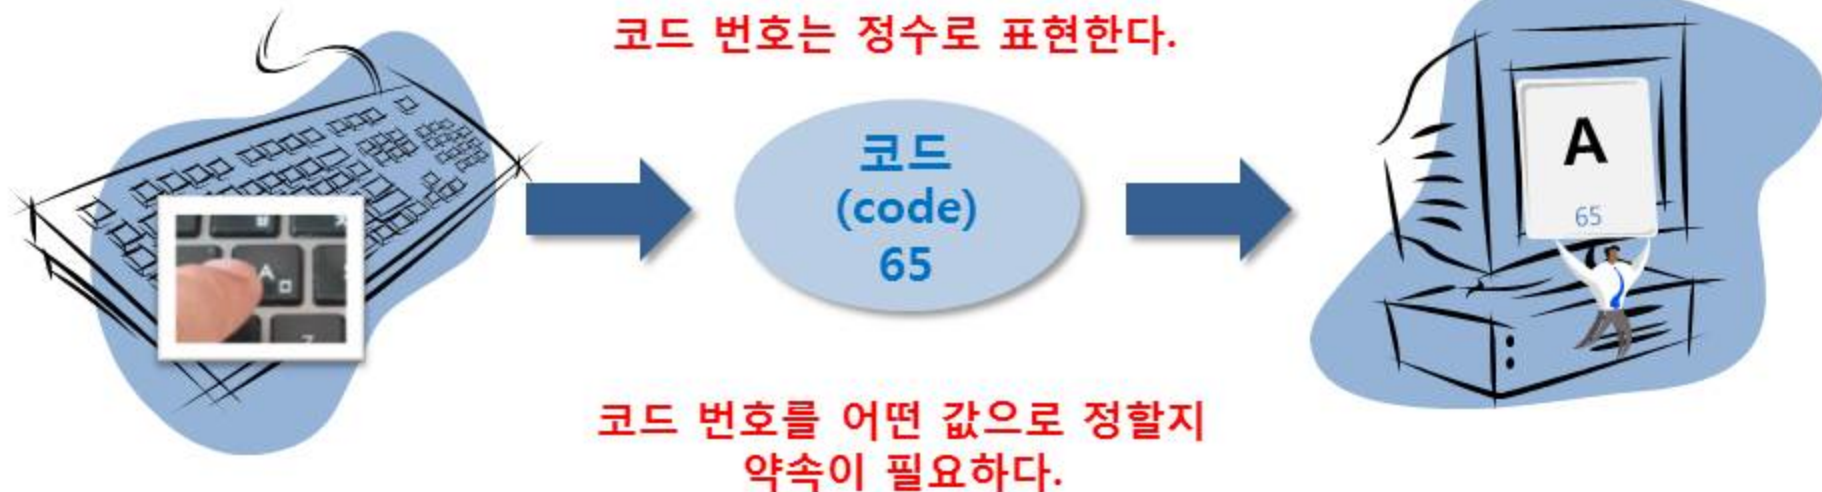 코드 번호는 정수로 표현한다.
코드
(code)
65
A
A
65
코드 번호를 어떤 값으로 정할지
약속이 필요하다.